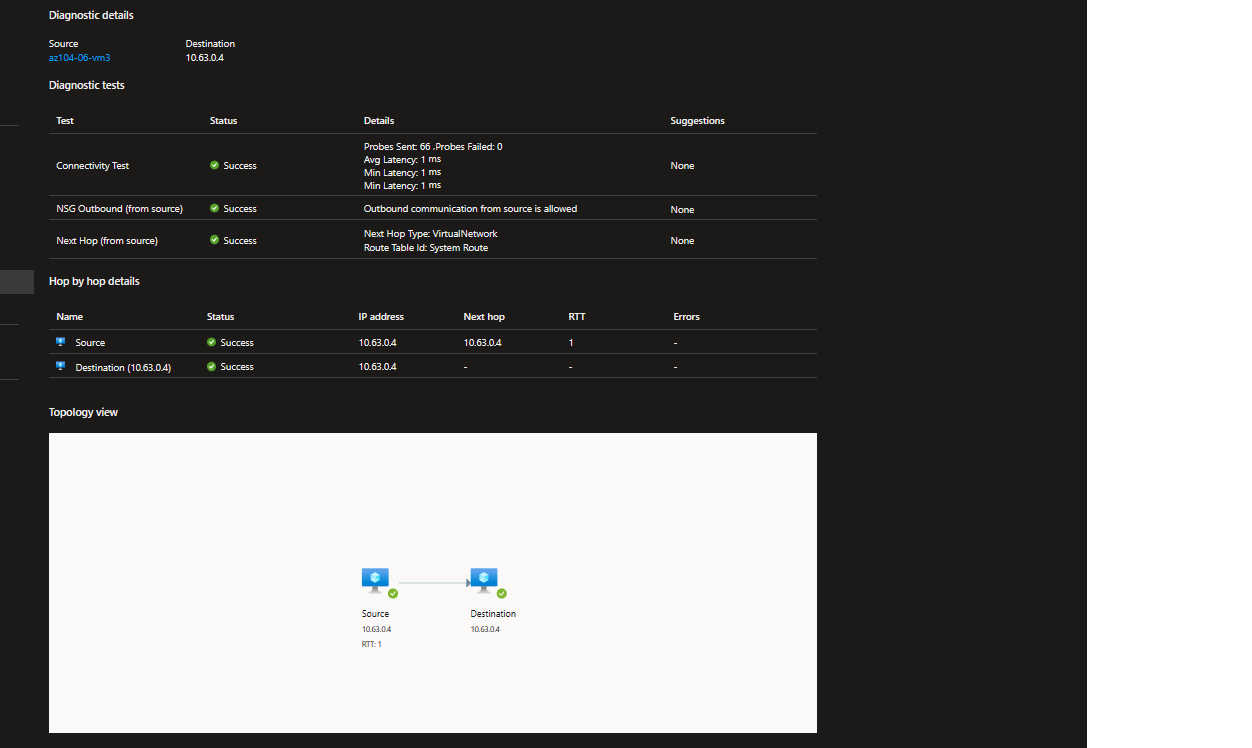 Diagnostic details
Source Destination
az104-06-vm3 10.63.0.4
Diagnostic tests
Test Status Details Suggestions
Connectivity Test Success Probes Sent: 66 .Probes Failed: 0 None
Avg Latency: 1 ms
Min Latency: 1 ms
Min Latency: 1 ms
NSG Outbound (from source) Success Outbound communication from source is allowed None
Next Hop (from source) Success Next Hop Type: VirtualNetwork None
Route Table Id: System Route
Hop by hop details
Name Status IP address Next hop RTT Errors
Source Success 10.63.0.4 10.63.0.4 1 -
Destination (10.63.0.4) Success 10.63.0.4 - - -
Topology view
Source Destination
10.63.0.4 10.63.0.4
RTT: 1